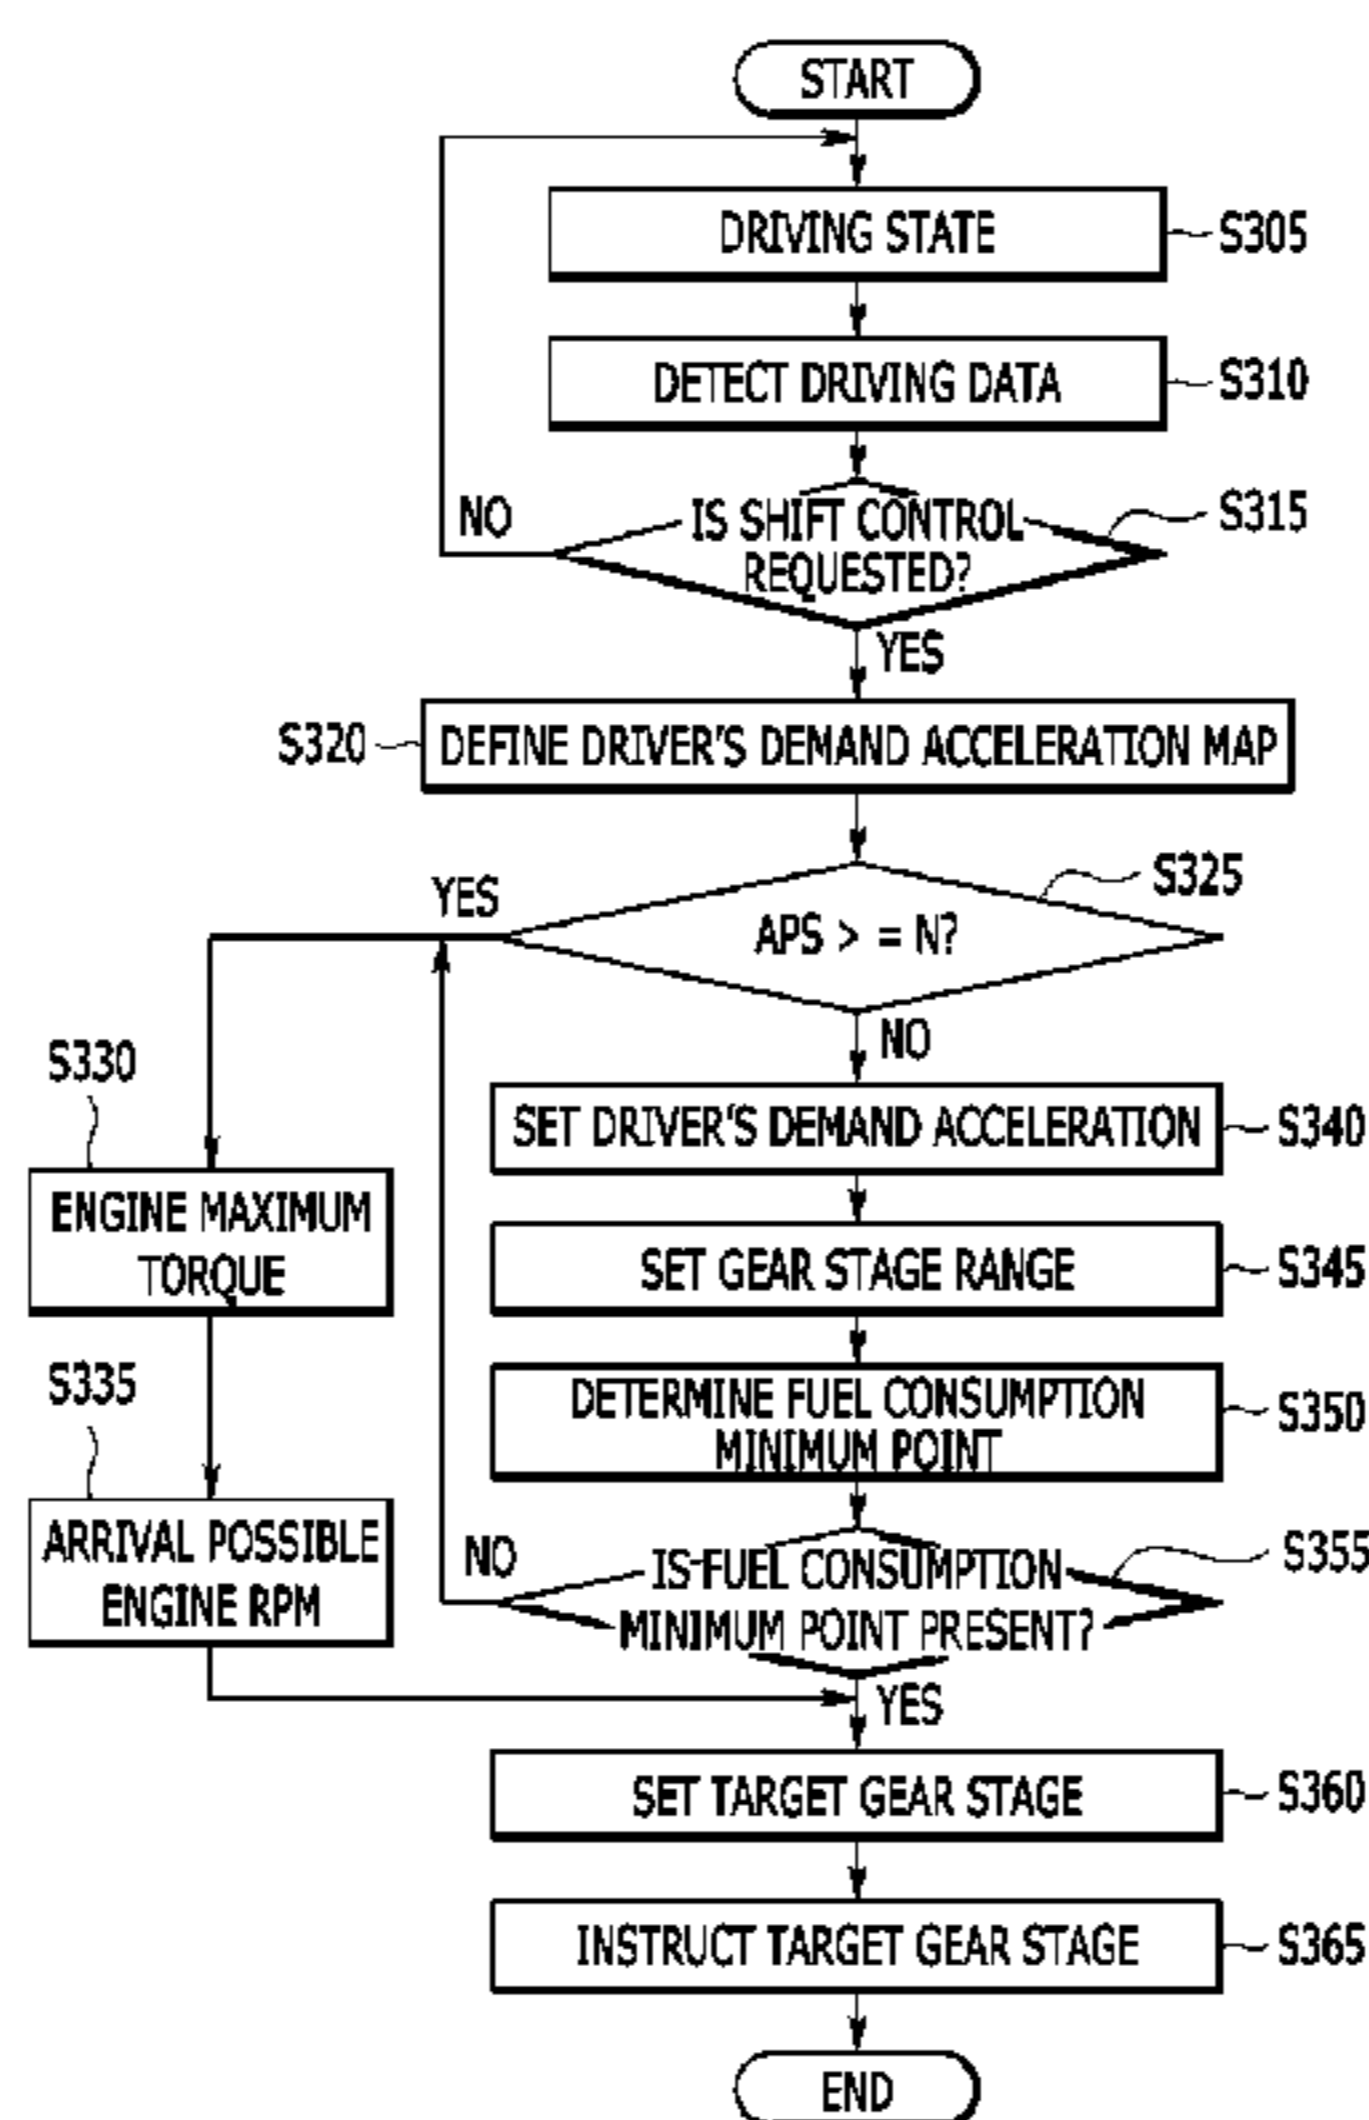 START
DRIVING STATE
S305
DETECT DRIVING DATA
S310
NO
IS SHIFT CONTROL
REQUESTED?
S315
YES
S320
DEFINE DRIVER'S DEMAND ACCELERATION MAP
YES
APS > = N?
S325
NO
S330
ENGINE MAXIMUM
TORQUE
SET DRIVER'S DEMAND ACCELERATION
S340
SET GEAR STAGE RANGE
S345
S335
ARRIVAL POSSIBLE
ENGINE RPM
DETERMINE FUEL CONSUMPTION
MINIMUM POINT
S350
NO
IS FUEL CONSUMPTION
MINIMUM POINT PRESENT?
S355
YES
SET TARGET GEAR STAGE
S360
INSTRUCT TARGET GEAR STAGE
S365
END